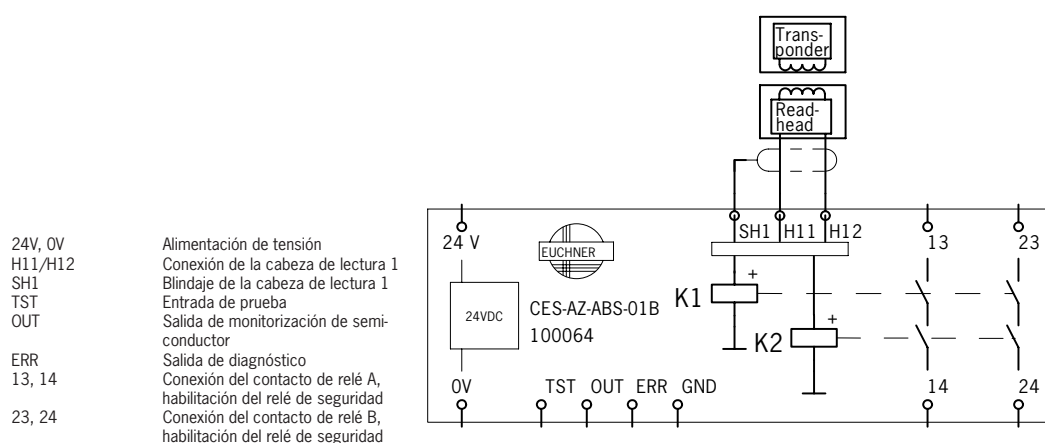 Trans-
ponder
Read-
head
24V, 0V Alimentación de tensión
H11/H12 Conexión de la cabeza de lectura 1
SH1 Blindaje de la cabeza de lectura 1
TST Entrada de prueba
OUT Salida de monitorización de semi-
conductor
ERR Salida de diagnóstico
13, 14 Conexión del contacto de relé A,
habilitación del relé de seguridad
23, 24 Conexión del contacto de relé B,
habilitación del relé de seguridad
24 V
EUCHNER
SH1 H11 H12
13
23
24VDC
CES-AZ-ABS-01B
100064
K1 +
K2 +
0V
TST OUT ERR GND
14
24